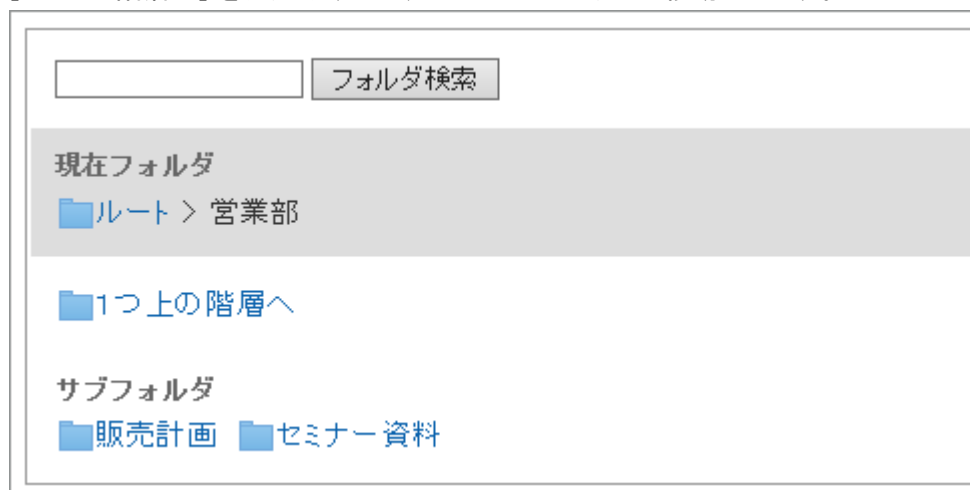 フォルダ検索
現在フォルダ
ルート > 営業部
1つ上の階層へ
サブフォルダ
販売計画 セミナー資料